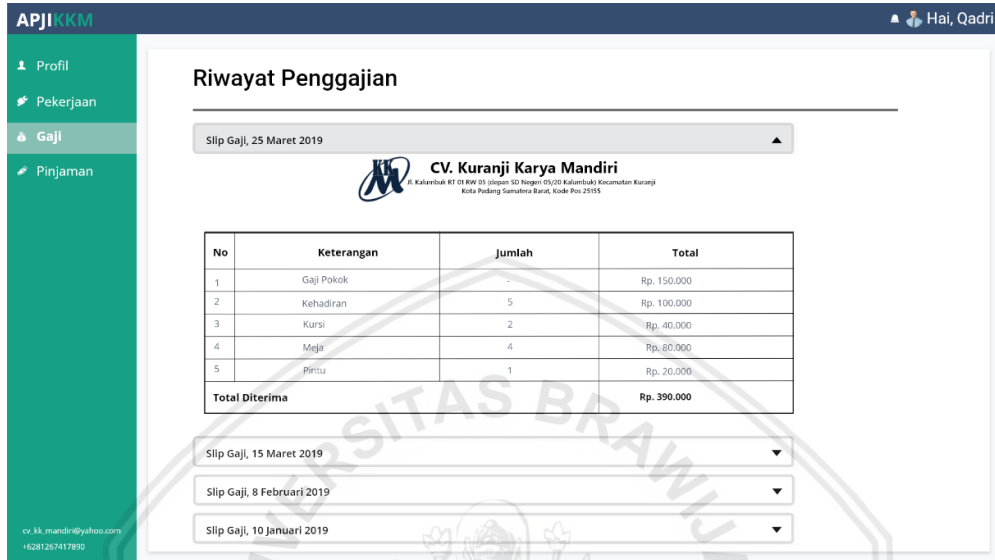 APJIKKM
Hai, Qadri
Profil
Pekerjaan
Gaji
Pinjaman
Riwayat Penggajian
Slip Gaji, 25 Maret 2019
KK
M
CV. Kuranji Karya Mandiri
Jl. Kalumbuk RT 01 RW 05 (depan SD Negeri 05/20 Kalumbuk) Kecamatan Kuranji
Kota Padang Sumatera Barat, Kode Pos 25155
No Keterangan Jumlah Total
1 Gaji Pokok - Rp. 150.000
2 Kehadiran 5 Rp. 100.000
3 Kursi 2 Rp. 40.000
4 Meja 4 Rp. 80.000
5 Pintu 1 Rp. 20.000
Total Diterima Rp. 390.000
Slip Gaji, 15 Maret 2019
Slip Gaji, 8 Februari 2019
Slip Gaji, 10 Januari 2019
cv_kk_mandiri@yahoo.com
+6281267417890